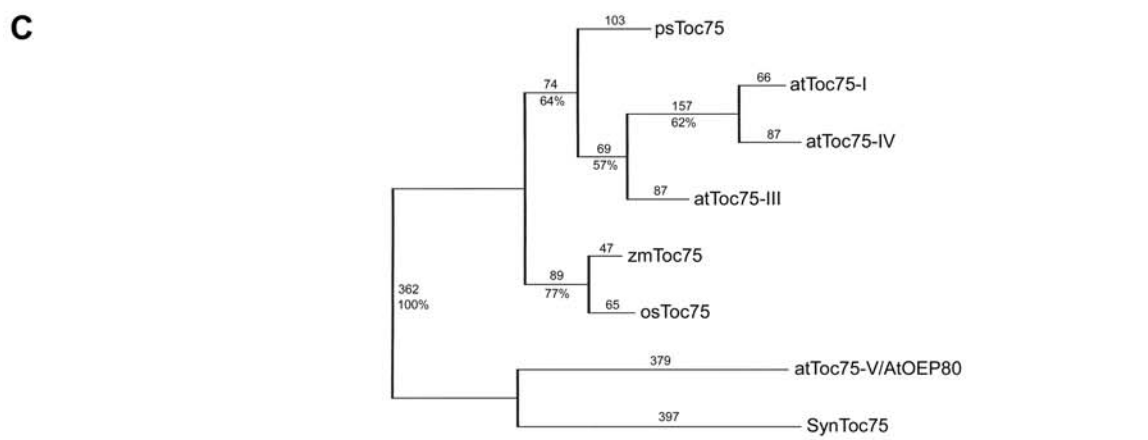 C
103
psToc75
74
64%
66
atToc75-I
157
62%
87
atToc75-IV
69
57%
87
atToc75-III
47
zmToc75
89
77%
65
osToc75
362
100%
379
atToc75-V/AtOEP80
397
SynToc75